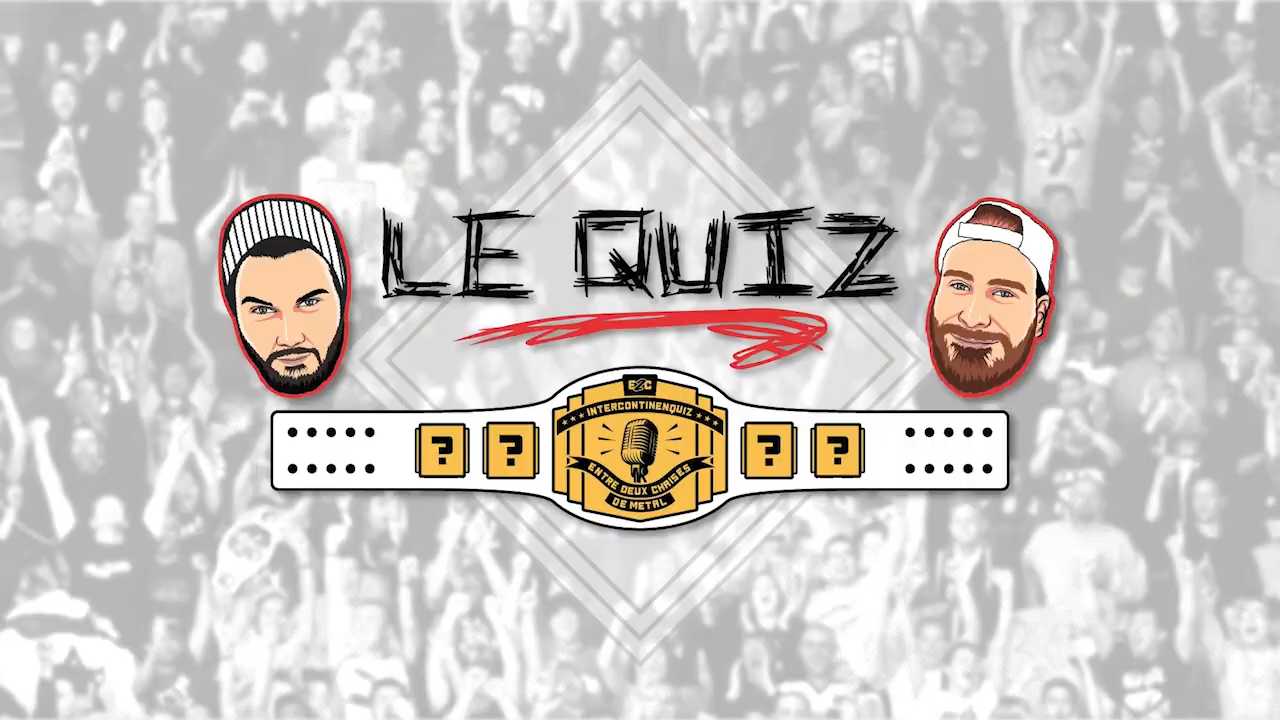 LE QUIZ
E2C
INTERCONTINENQUIZ
? ? ? ?
ENTRE DEUX CHAISES
DE METAL